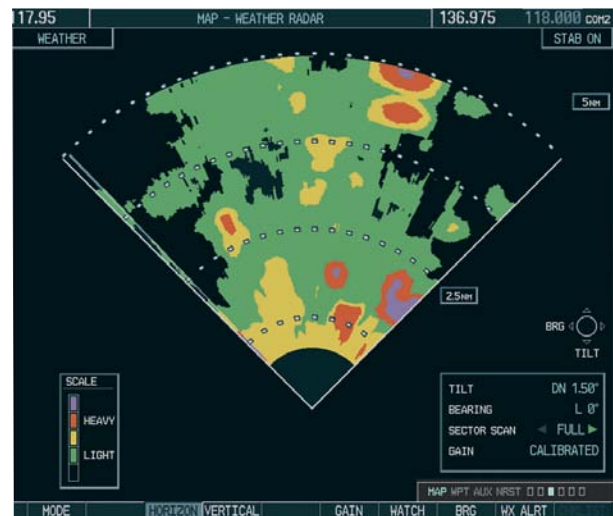 117.95 MAP - WEATHER RADAR 136.975 118.000 COM2
WEATHER STAB ON
5NM
2.5NM
BRG
TILT
SCALE
HEAVY
LIGHT
TILT DN 1.50°
BEARING L 0°
SECTOR SCAN FULL
GAIN CALIBRATED
MAP WPT AUX NRST
MODE HORIZON VERTICAL GAIN WATCH BRG WX ALRT